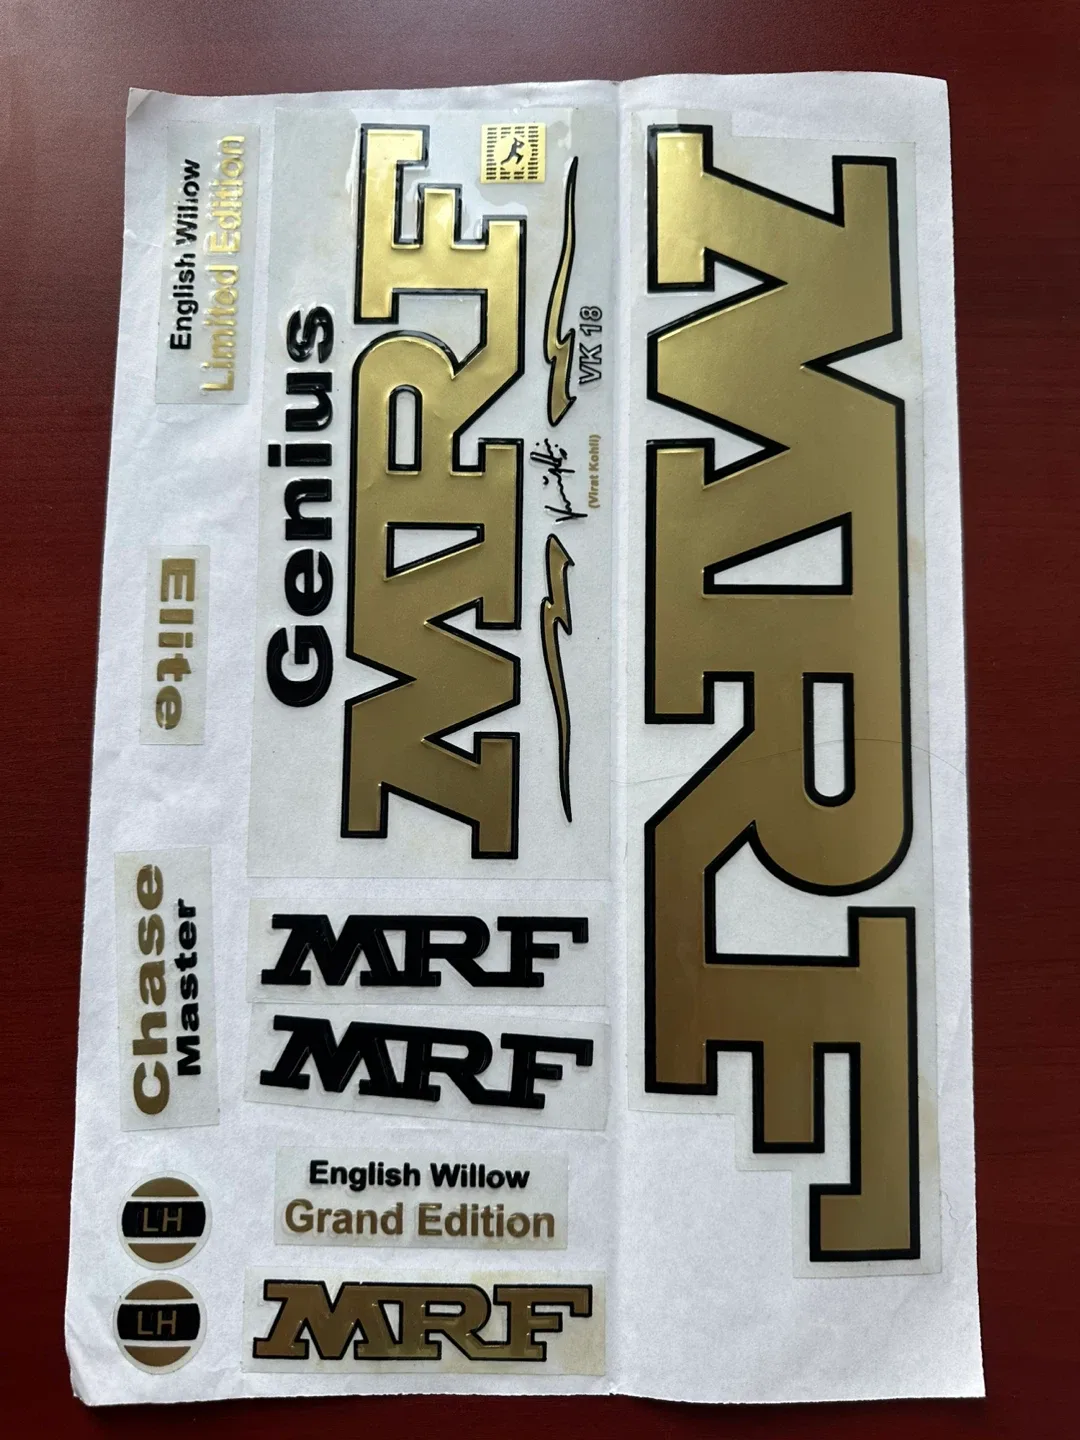 English Willow
Limited Edition
Elite
Chase
Master
LH
LH
Genius
MRF
VK 18
(Virat Kohli)
MRF
MRF
English Willow
Grand Edition
MRF
MRF